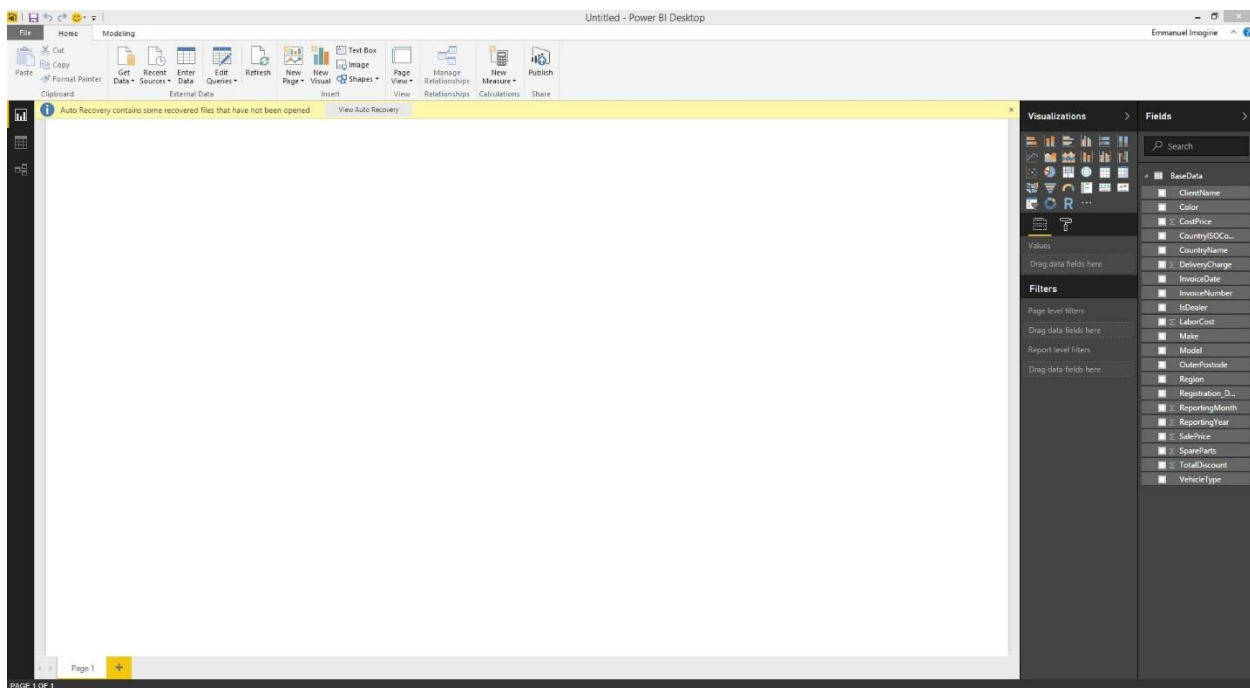 Untitled - Power BI Desktop
File Home Modeling Emmanuel Imogirie
Paste
Cut
Copy
Format Painter
Clipboard
Get Data
Recent Sources
Enter Data
Edit Queries
Refresh
External Data
New Page
New Visual
Text Box
Image
Shapes
Insert
Page View
View
Manage Relationships
Relationships
New Measure
Calculations
Publish
Share
Auto Recovery contains some recovered files that have not been opened View Auto Recovery
Visualizations
R
Values
Drag data fields here
Filters
Page level filters
Drag data fields here
Report level filters
Drag data fields here
Fields
Search
BaseData
ClientName
Color
Σ CostPrice
CountryISOCo...
CountryName
Σ DeliveryCharge
InvoiceDate
InvoiceNumber
IsDealer
Σ LaborCost
Make
Model
OuterPostode
Region
Registration_D...
Σ ReportingMonth
Σ ReportingYear
Σ SalePrice
Σ SpareParts
Σ TotalDiscount
VehicleType
Page 1
PAGE 1 OF 1